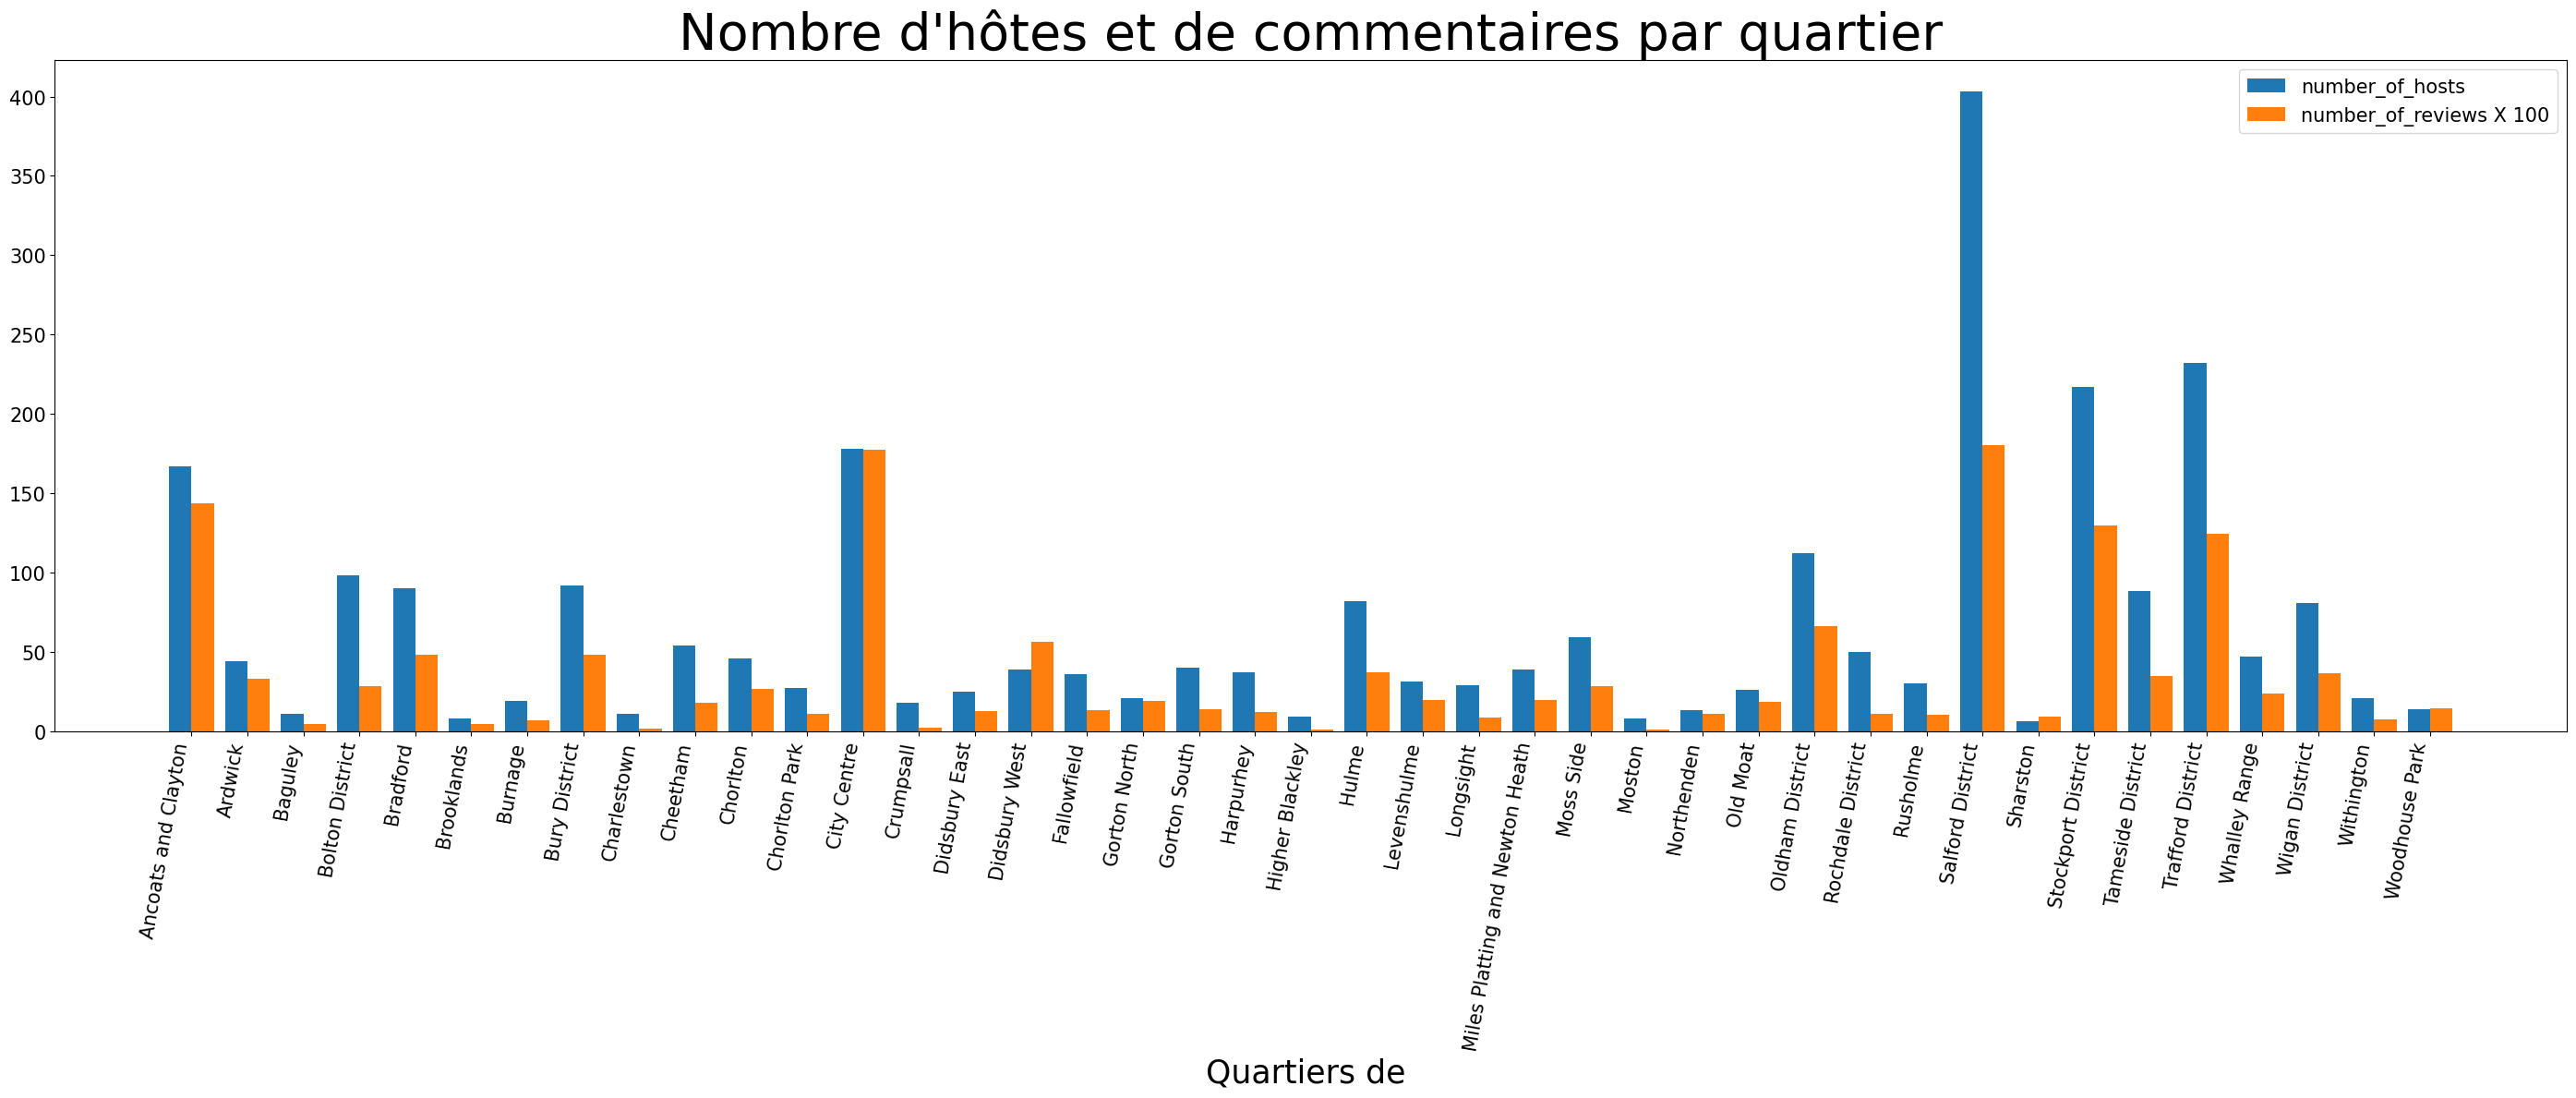 Nombre d'hôtes et de commentaires par quartier
number_of_hosts
number_of_reviews X 100
400
350
300
250
200
150
100
50
0
Ancoats and Clayton
Ardwick
Baguley
Bolton District
Bradford
Brooklands
Burnage
Bury District
Charlestown
Cheetham
Chorlton
Chorlton Park
City Centre
Crumpsall
Didsbury East
Didsbury West
Fallowfield
Gorton North
Gorton South
Harpurhey
Higher Blackley
Hulme
Levenshulme
Longsight
Miles Platting and Newton Heath
Moss Side
Moston
Northenden
Old Moat
Oldham District
Rochdale District
Rusholme
Salford District
Sharston
Stockport District
Tameside District
Trafford District
Whalley Range
Wigan District
Withington
Woodhouse Park
Quartiers de